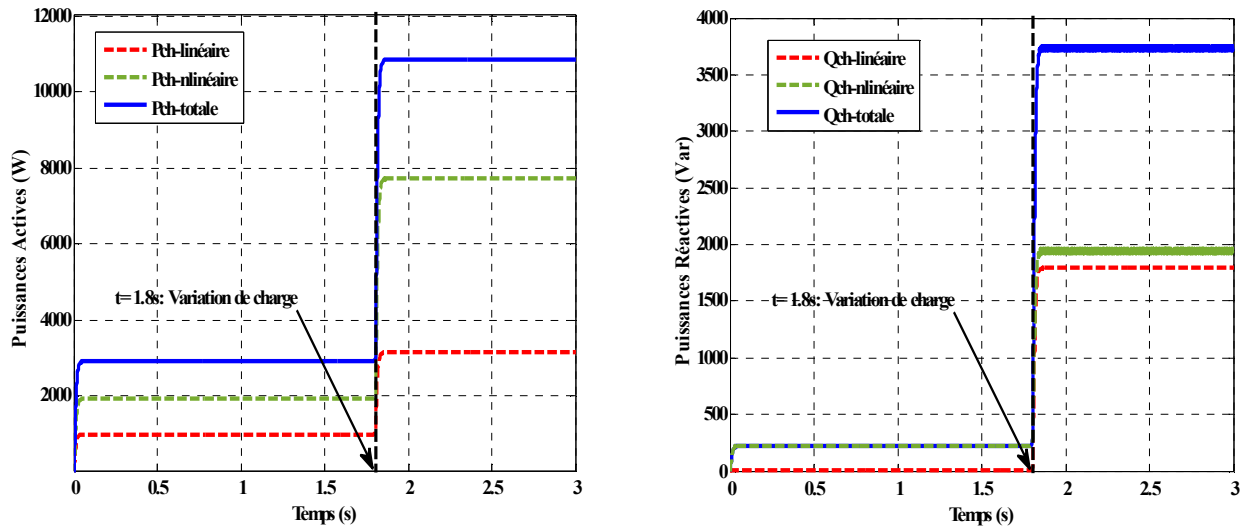 12000
10000
8000
6000
4000
2000
0
Puissances Actives (W)
Pch-linéaire
Pch-nlinéaire
Pch-totale
t=1.8s: Variation de charge
0 0.5 1 1.5 2 2.5 3
Temps (s)
4000
3500
3000
2500
2000
1500
1000
500
0
Puissances Réactives (Var)
Qch-linéaire
Qch-nlinéaire
Qch-totale
t=1.8s: Variation de charge
0 0.5 1 1.5 2 2.5 3
Temps (s)